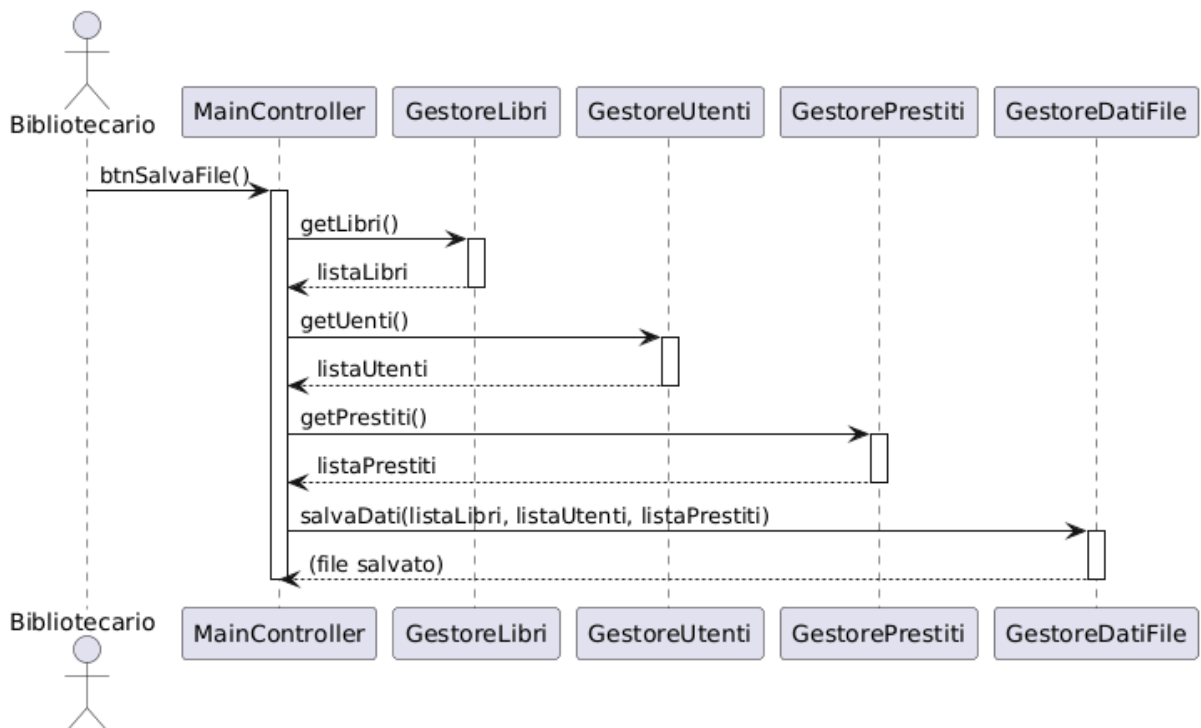 Bibliotecario
MainController
GestoreLibri
GestoreUtenti
GestorePrestiti
GestoreDatiFile
btnSalvaFile()
getLibri()
listaLibri
getUenti()
listaUtenti
getPrestiti()
listaPrestiti
salvaDati(listaLibri, listaUtenti, listaPrestiti)
(file salvato)
Bibliotecario
MainController
GestoreLibri
GestoreUtenti
GestorePrestiti
GestoreDatiFile